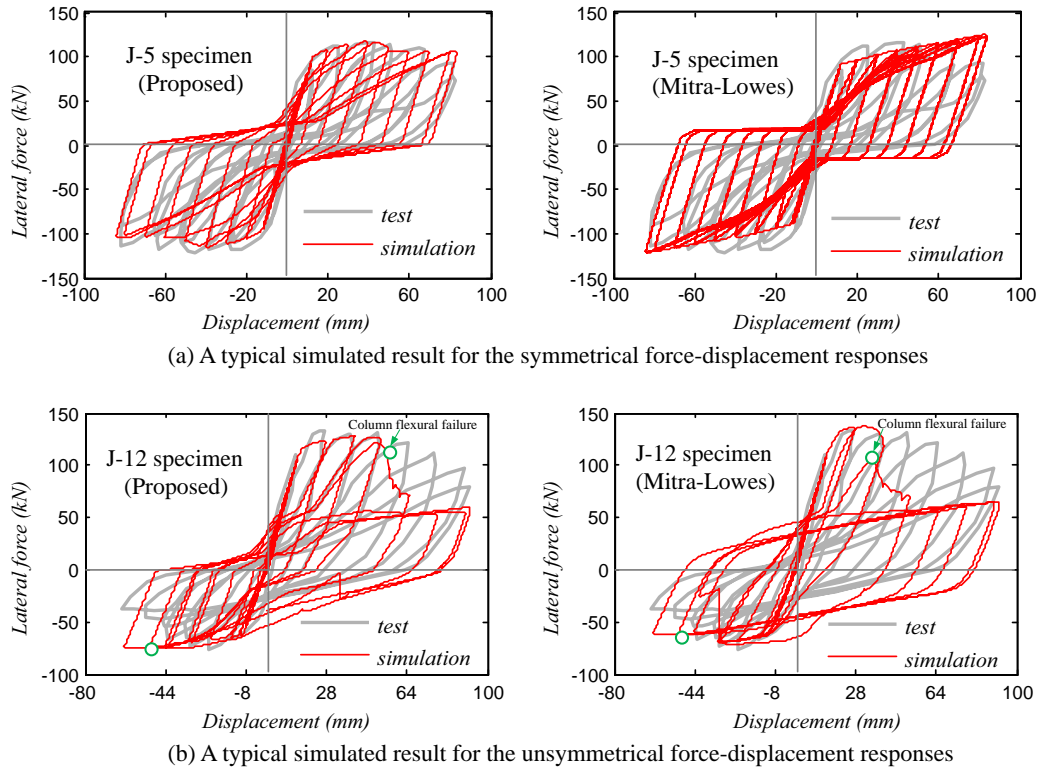 150
100
50
0
-50
-100
-150
Lateral force (kN)
J-5 specimen
(Proposed)
test
simulation
-100
-60
-20
20
60
100
Displacement (mm)
150
100
50
0
-50
-100
-150
Lateral force (kN)
J-5 specimen
(Mitra-Lowes)
test
simulation
-100
-60
-20
20
60
100
Displacement (mm)
(a) A typical simulated result for the symmetrical force-displacement responses
150
100
50
0
-50
-100
Lateral force (kN)
Column flexural failure
J-12 specimen
(Proposed)
test
simulation
-80
-44
-8
28
64
100
Displacement (mm)
150
100
50
0
-50
-100
Lateral force (kN)
Column flexural failure
J-12 specimen
(Mitra-Lowes)
test
simulation
-80
-44
-8
28
64
100
Displacement (mm)
(b) A typical simulated result for the unsymmetrical force-displacement responses